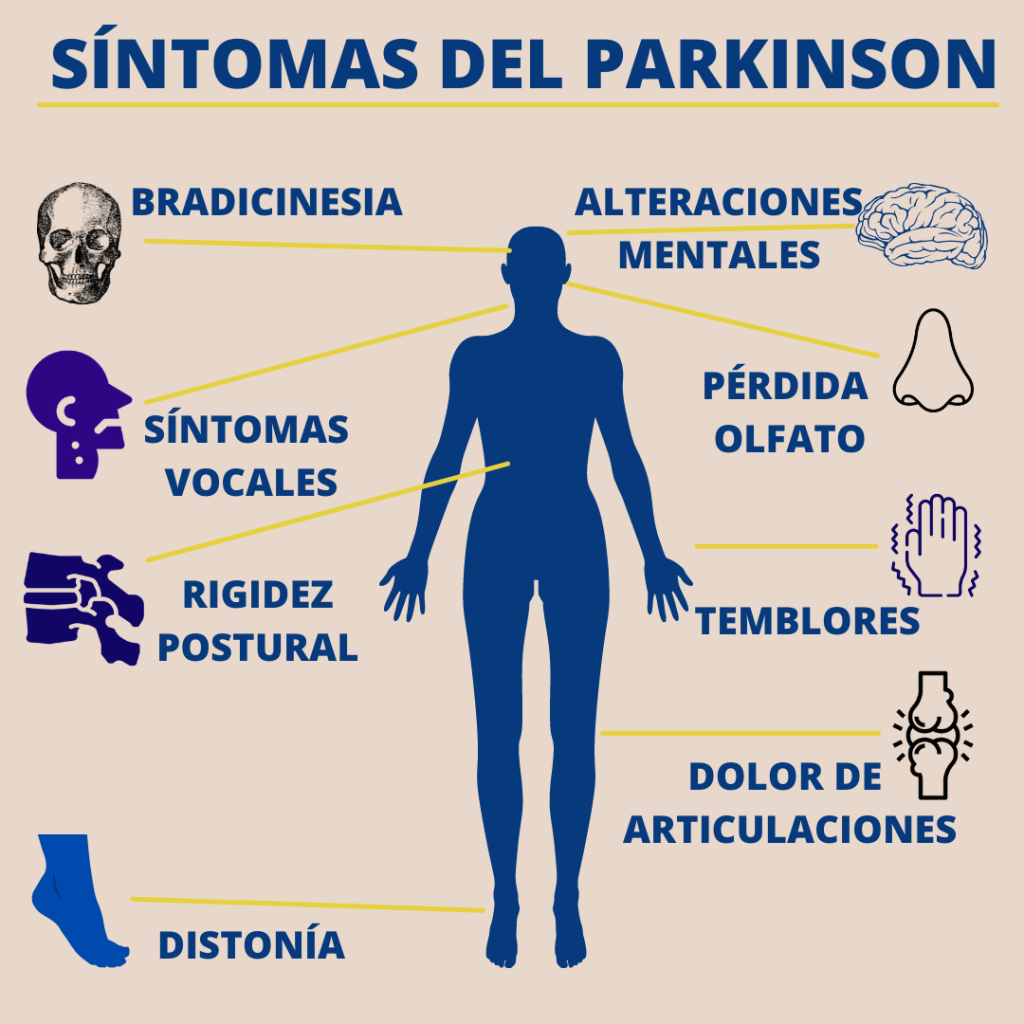 SÍNTOMAS DEL PARKINSON
BRADICINESIA
SÍNTOMAS
VOCALES
RIGIDEZ
POSTURAL
DISTONÍA
ALTERACIONES
MENTALES
PÉRDIDA
OLFATO
TEMBLORES
DOLOR DE
ARTICULACIONES